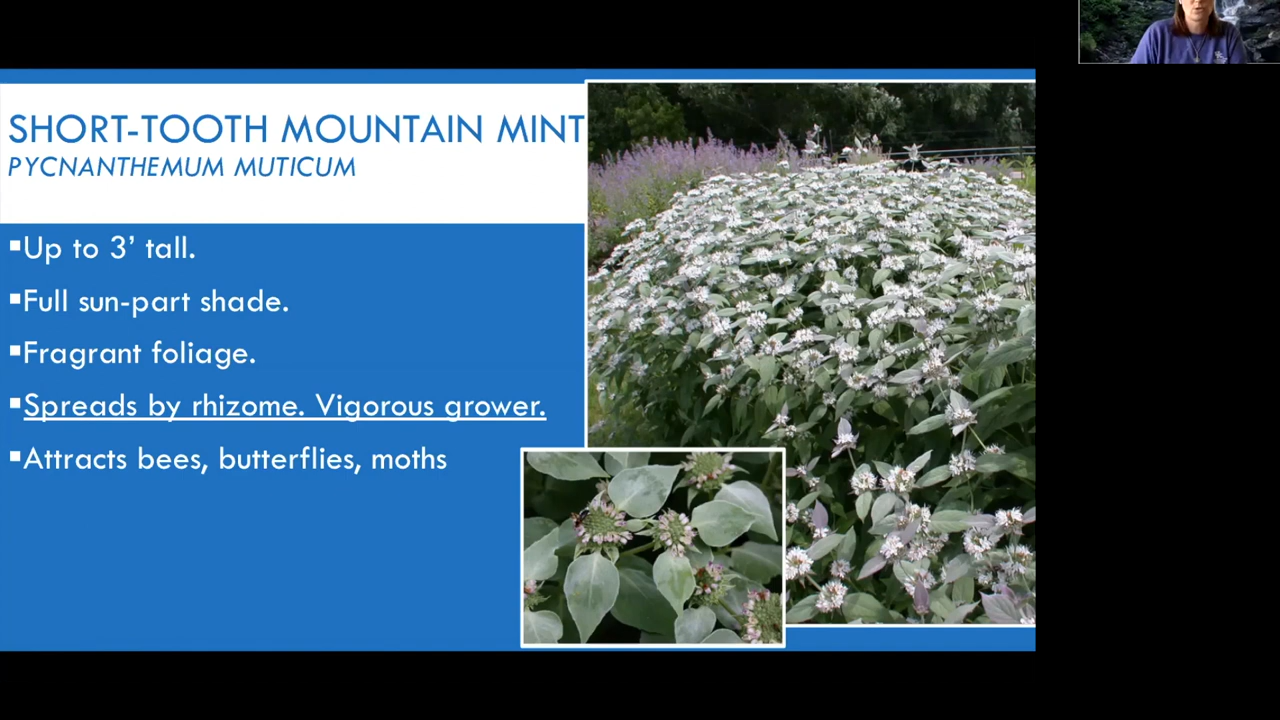 SHORT-TOOTH MOUNTAIN MINT
PYCNANTHEMUM MUTICUM
▪Up to 3’ tall.
▪Full sun-part shade.
▪Fragrant foliage.
▪Spreads by rhizome. Vigorous grower.
▪Attracts bees, butterflies, moths